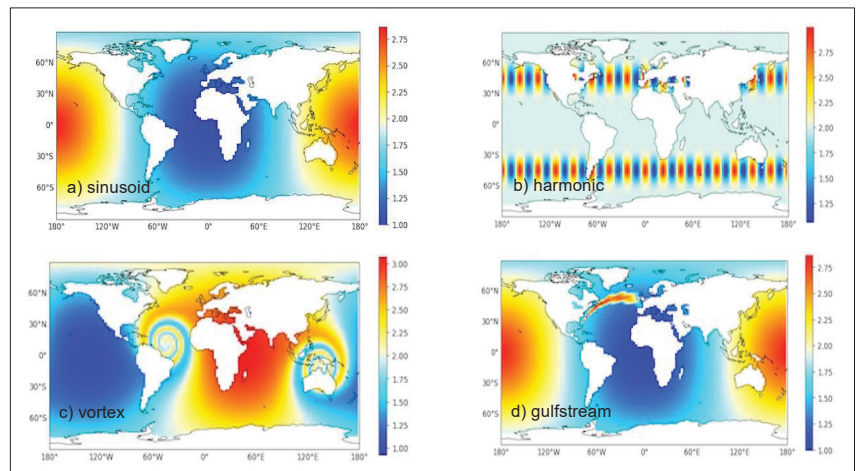 60°N
30°N
0°
30°S
60°S
a) sinusoid
180°
120°W
60°W
0°
60°E
120°E
180°
2.75
2.50
2.25
2.00
1.75
1.50
1.25
1.00
60°N
30°N
0°
30°S
60°S
b) harmonic
180°
120°W
60°W
0°
60°E
120°E
180°
2.75
2.50
2.25
2.00
1.75
1.50
1.25
60°N
30°N
0°
30°S
60°S
c) vortex
180°
120°W
60°W
0°
60°E
120°E
180°
3.00
2.75
2.50
2.25
2.00
1.75
1.50
1.25
1.00
60°N
30°N
0°
30°S
60°S
d) gulfstream
180°
120°W
60°W
0°
60°E
120°E
180°
2.75
2.50
2.25
2.00
1.75
1.50
1.25
1.00